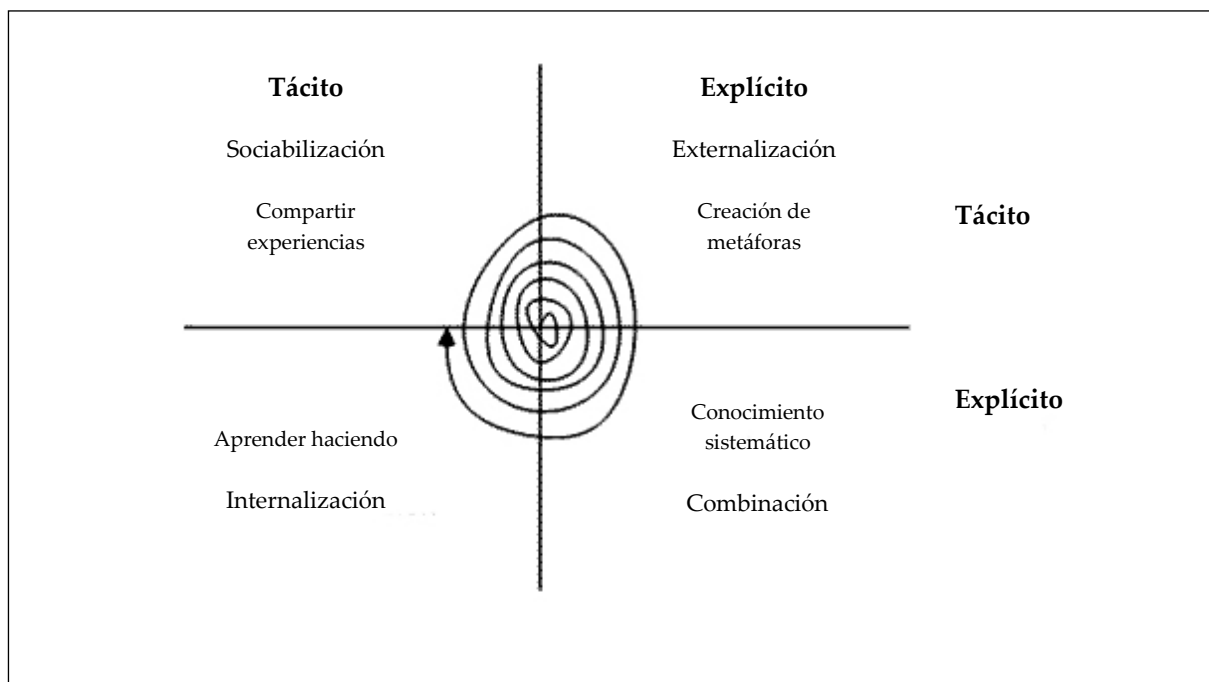 Tácito
Explícito
Sociabilización
Externalización
Compartir
experiencias
Creación de
metáforas
Tácito
Explícito
Aprender haciendo
Conocimiento
sistemático
Internalización
Combinación